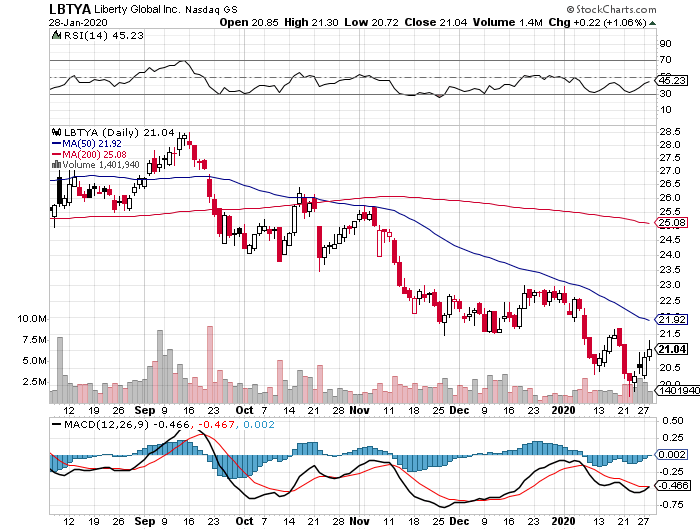 LBTYA Liberty Global Inc. Nasdaq GS © StockCharts.com
28-Jan-2020 Open 20.85 High 21.30 Low 20.72 Close 21.04 Volume 1.4M Chg +0.22 (+1.06%)
RSI(14) 45.23
90
70
50
45.23
30
10
LBTYA (Daily) 21.04
MA(50) 21.92
MA(200) 25.08
Volume 1,401,940
28.5
28.0
27.5
27.0
26.5
26.0
25.5
25.08
24.5
24.0
23.5
23.0
22.5
21.92
21.5
21.04
20.5
20.0
1401940
10.0M
7.5M
5.0M
2.5M
12 19 26 Sep 9 16 23 Oct 7 14 21 28 Nov 11 18 25 Dec 9 16 23 2020 13 21 27
MACD(12,26,9) -0.466, -0.467, 0.002
0.50
0.25
0.002
-0.25
-0.466
-0.75
12 19 26 Sep 9 16 23 Oct 7 14 21 28 Nov 11 18 25 Dec 9 16 23 2020 13 21 27